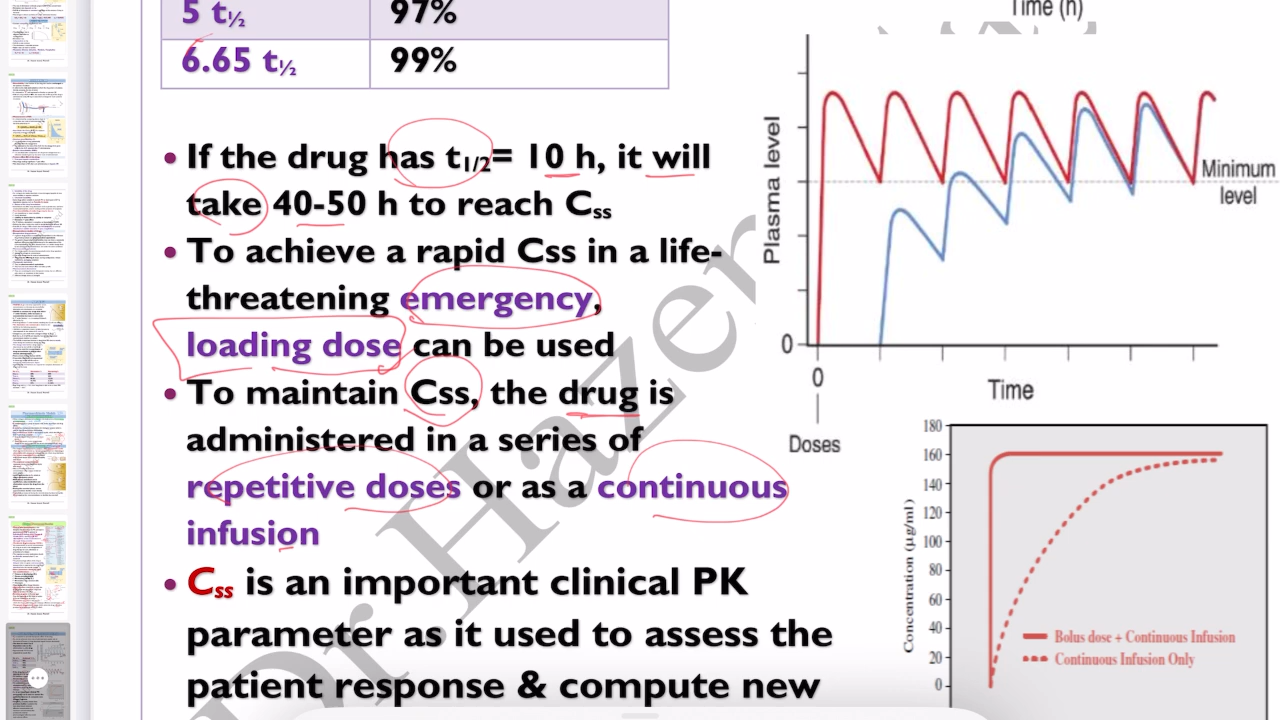 5 t½
97%
6.65 t½
99%
• If the drug has t1/2= 10 h, it will
take 40-50 h to reach Css
• To achieve a rapid Css in a life-
threatening emergency,
loading dose can be used
• To maintain Css, the drug is
administered in a series of
repetitive doses or as a continuous
infusion
• Css is an important clinical PK
parameter as it used to assess the
patient response & compute new
Dr. Hazer
Time (h)
Plasma level
Minimum
level
0
0
Time
Doses
Concentration (µg/ml)
180
160
140
120
100
80
60
40
20
0
Bolus dose + Continuous Infusion
Continuous Infusion Only